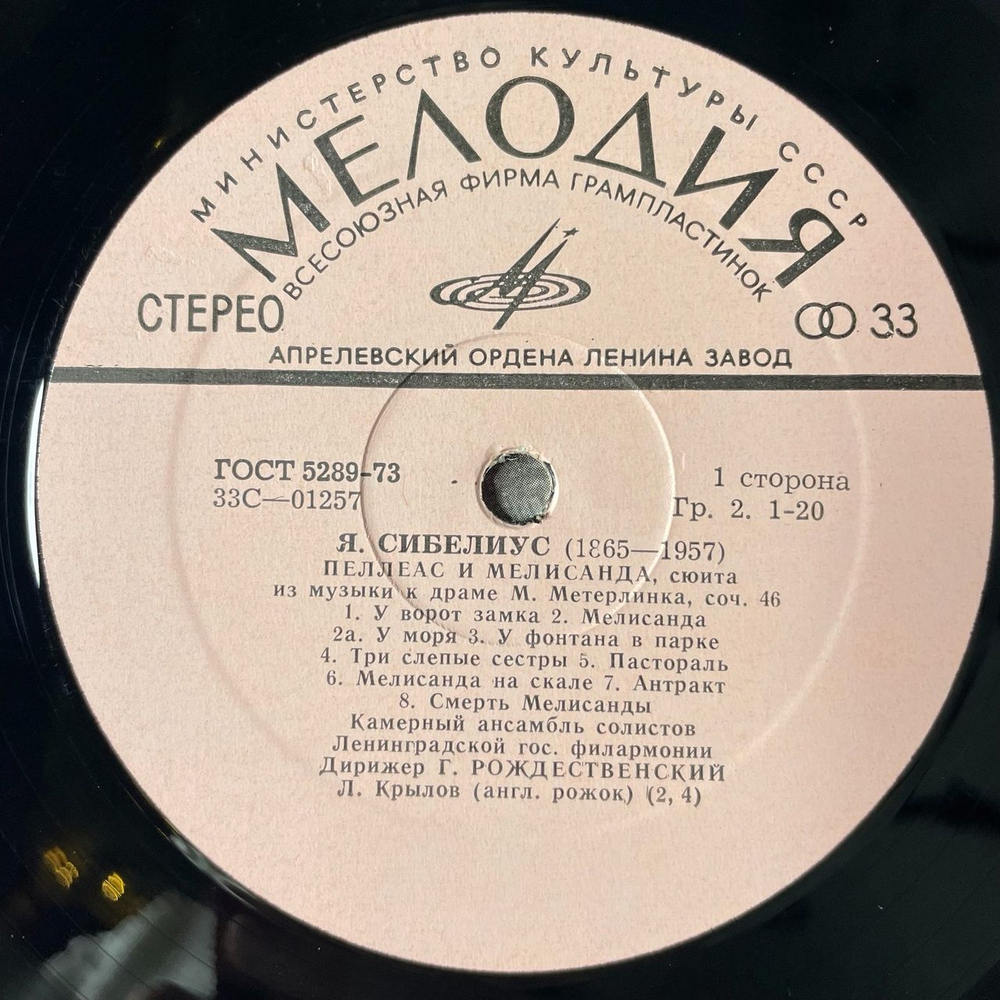 МИНИСТЕРСТВО КУЛЬТУРЫ СССР
МЕЛОДИЯ
ВСЕСОЮЗНАЯ ФИРМА ГРАМПЛАСТИНОК
СТЕРЕО
33
АПРЕЛЕВСКИЙ ОРДЕНА ЛЕНИНА ЗАВОД
ГОСТ 5289-73
1 сторона
33С—01257
Гр. 2. 1-20
Я. СИБЕЛИУС (1865—1957)
ПЕЛЛЕАС И МЕЛИСАНДА, сюита
из музыки к драме М. Метерлинка, соч. 46
1. У ворот замка 2. Мелисанда
2а. У моря 3. У фонтана в парке
4. Три слепые сестры 5. Пастораль
6. Мелисанда на скале 7. Антракт
8. Смерть Мелисанды
Камерный ансамбль солистов
Ленинградской гос. филармонии
Дирижер Г. РОЖДЕСТВЕНСКИЙ
Л. Крылов (англ. рожок) (2, 4)